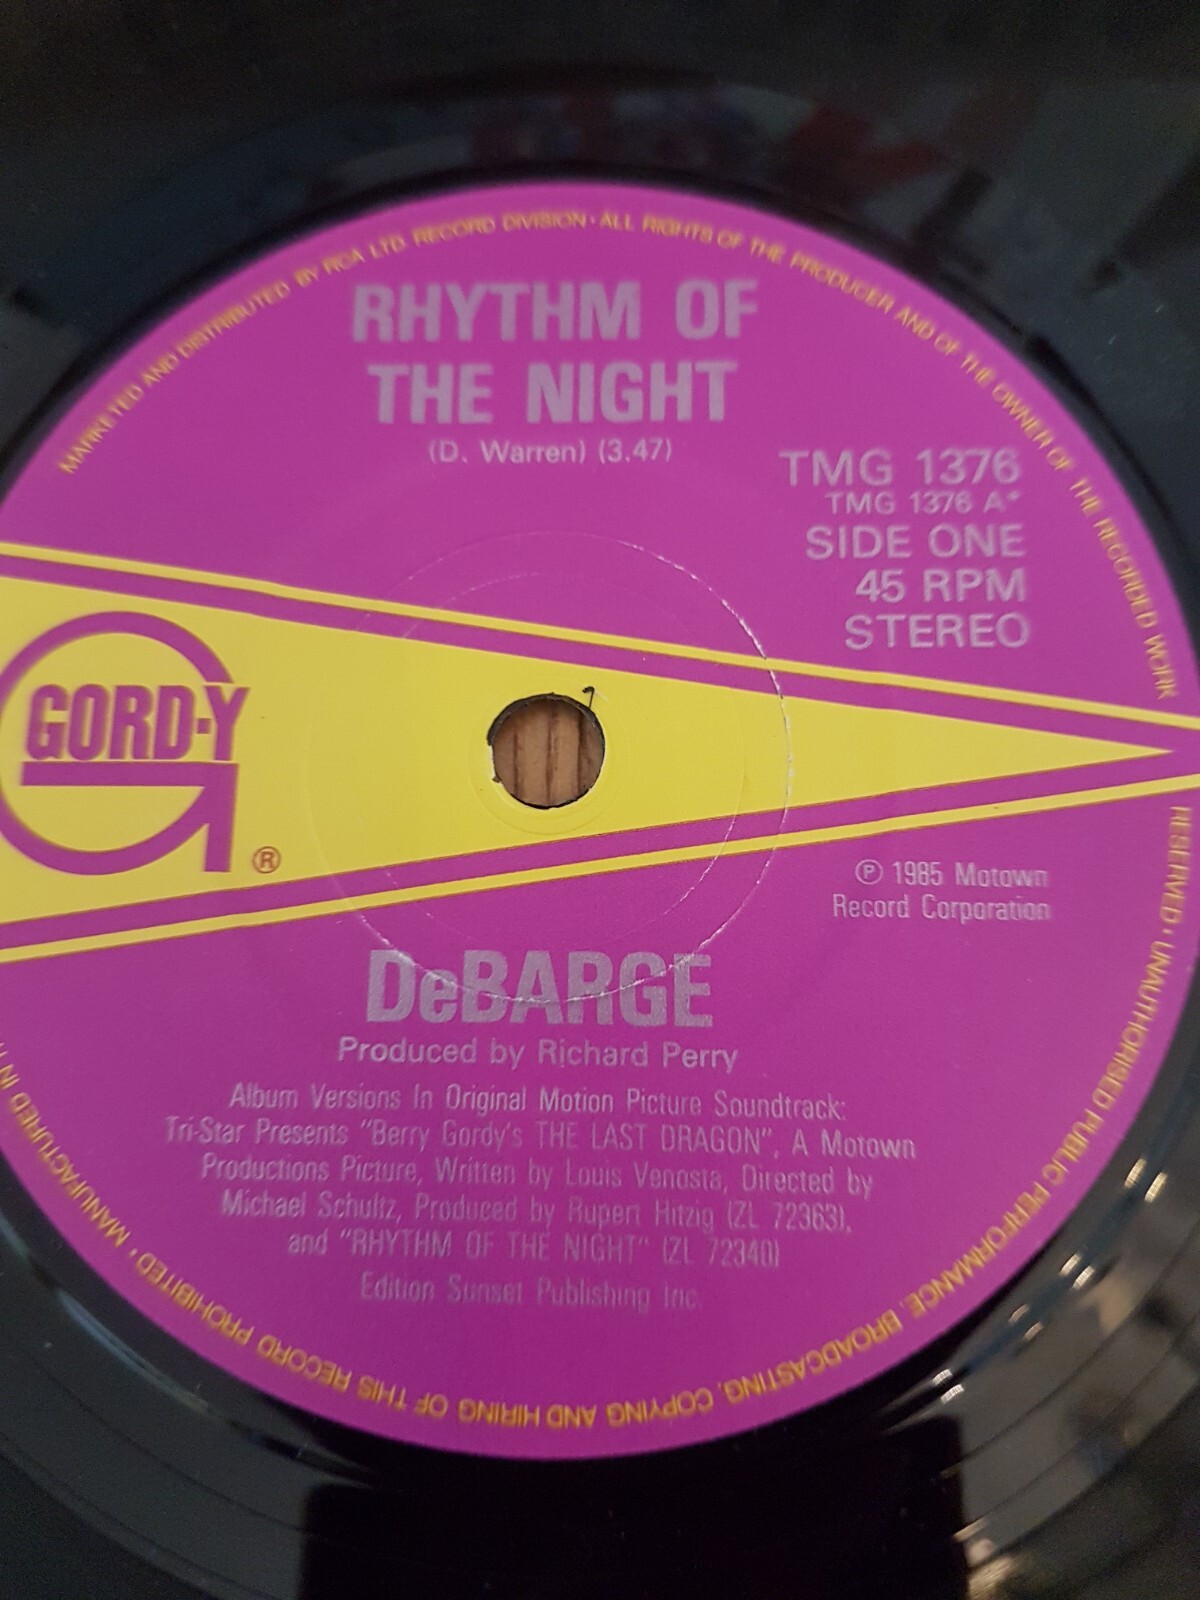 MARKETED AND DISTRIBUTED BY RCA LTD. RECORD DIVISION · ALL RIGHTS OF THE PRODUCER AND OF THE OWNER OF THE RECORDED WORK RESERVED · UNAUTHORISED PUBLIC PERFORMANCE, BROADCASTING, COPYING AND HIRING OF THIS RECORD PROHIBITED · MANUFACTURED IN
RHYTHM OF
THE NIGHT
(D. Warren) (3.47)
TMG 1376
TMG 1376 A*
SIDE ONE
45 RPM
STEREO
GORD-Y
®
℗ 1985 Motown
Record Corporation
DeBARGE
Produced by Richard Perry
Album Versions In Original Motion Picture Soundtrack:
Tri-Star Presents "Berry Gordy's THE LAST DRAGON", A Motown
Productions Picture, Written by Louis Venosta, Directed by
Michael Schultz, Produced by Rupert Hitzig (ZL 72363),
and "RHYTHM OF THE NIGHT" (ZL 72340)
Edition Sunset Publishing Inc.